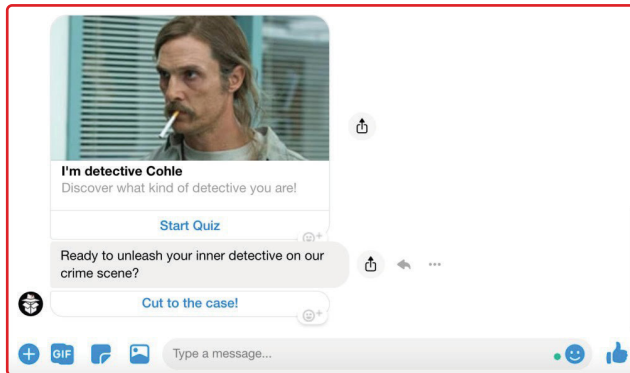 I'm detective Cohle
Discover what kind of detective you are!
Start Quiz
Ready to unleash your inner detective on our
crime scene?
Cut to the case!
GIF
Type a message...